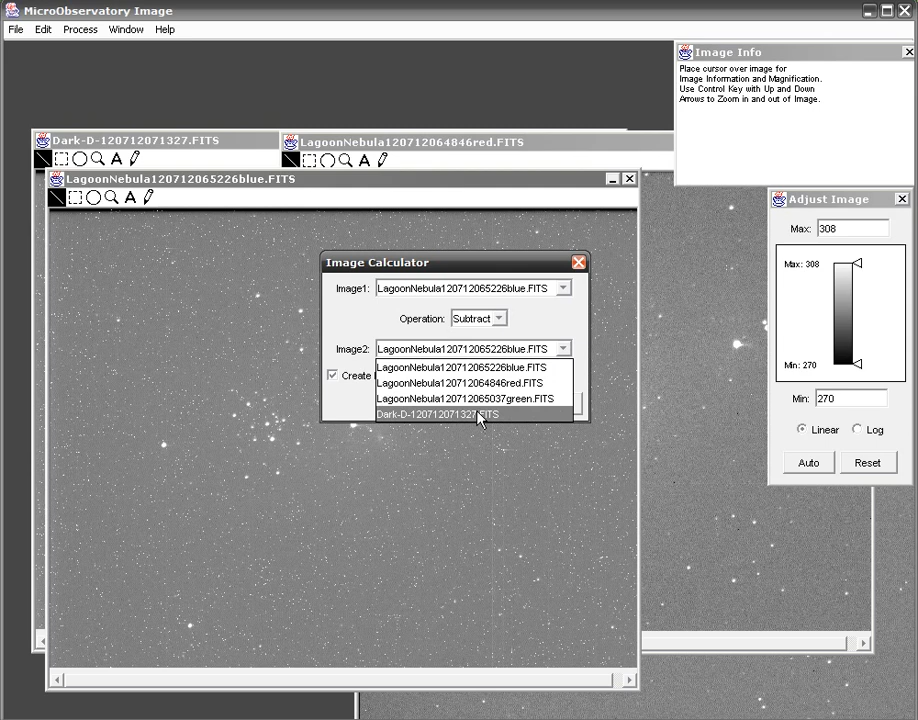 MicroObservatory Image
File Edit Process Window Help
Image Info
Place cursor over image for
Image Information and Magnification.
Use Control Key with Up and Down
Arrows to Zoom in and out of Image.
Dark-D-120712071327.FITS
LagoonNebula120712064846red.FITS
A
A
LagoonNebula120712065226blue.FITS
A
Adjust Image
Max: 308
Max: 308
Min: 270
Min: 270
Linear Log
Auto Reset
Image Calculator
Image1: LagoonNebula120712065226blue.FITS
Operation: Subtract
Image2: LagoonNebula120712065226blue.FITS
LagoonNebula120712065226blue.FITS
Create
LagoonNebula120712064846red.FITS
LagoonNebula120712065037green.FITS
Dark-D-120712071327.FITS